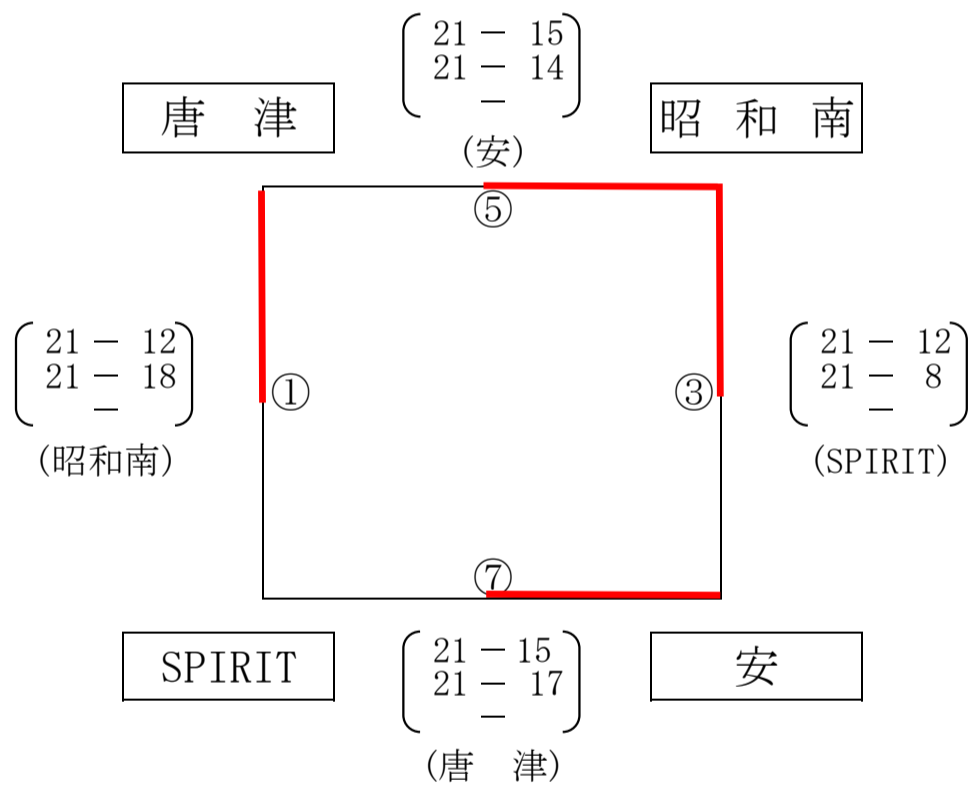 21 － 15
21 － 14
－
(安)
唐　津
昭 和 南
⑤
21 － 12
21 － 18
－
(昭和南)
①
③
21 － 12
21 － 8
－
(SPIRIT)
⑦
SPIRIT
安
21 － 15
21 － 17
－
(唐　津)